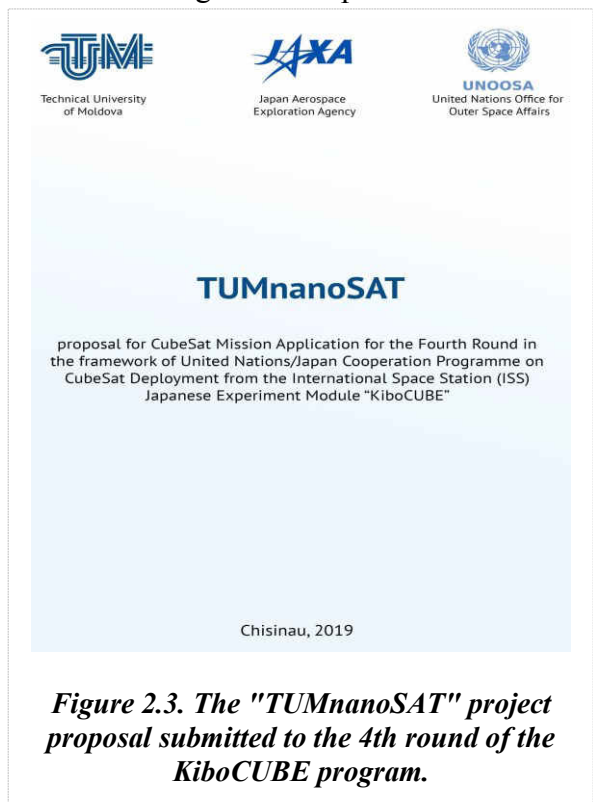 TUM
Technical University
of Moldova
JAXA
Japan Aerospace
Exploration Agency
UNOOSA
United Nations Office for
Outer Space Affairs
TUMnanoSAT
proposal for CubeSat Mission Application for the Fourth Round in
the framework of United Nations/Japan Cooperation Programme on
CubeSat Deployment from the International Space Station (ISS)
Japanese Experiment Module “KiboCUBE”
Chisinau, 2019
Figure 2.3. The "TUMnanoSAT" project
proposal submitted to the 4th round of the
KiboCUBE program.